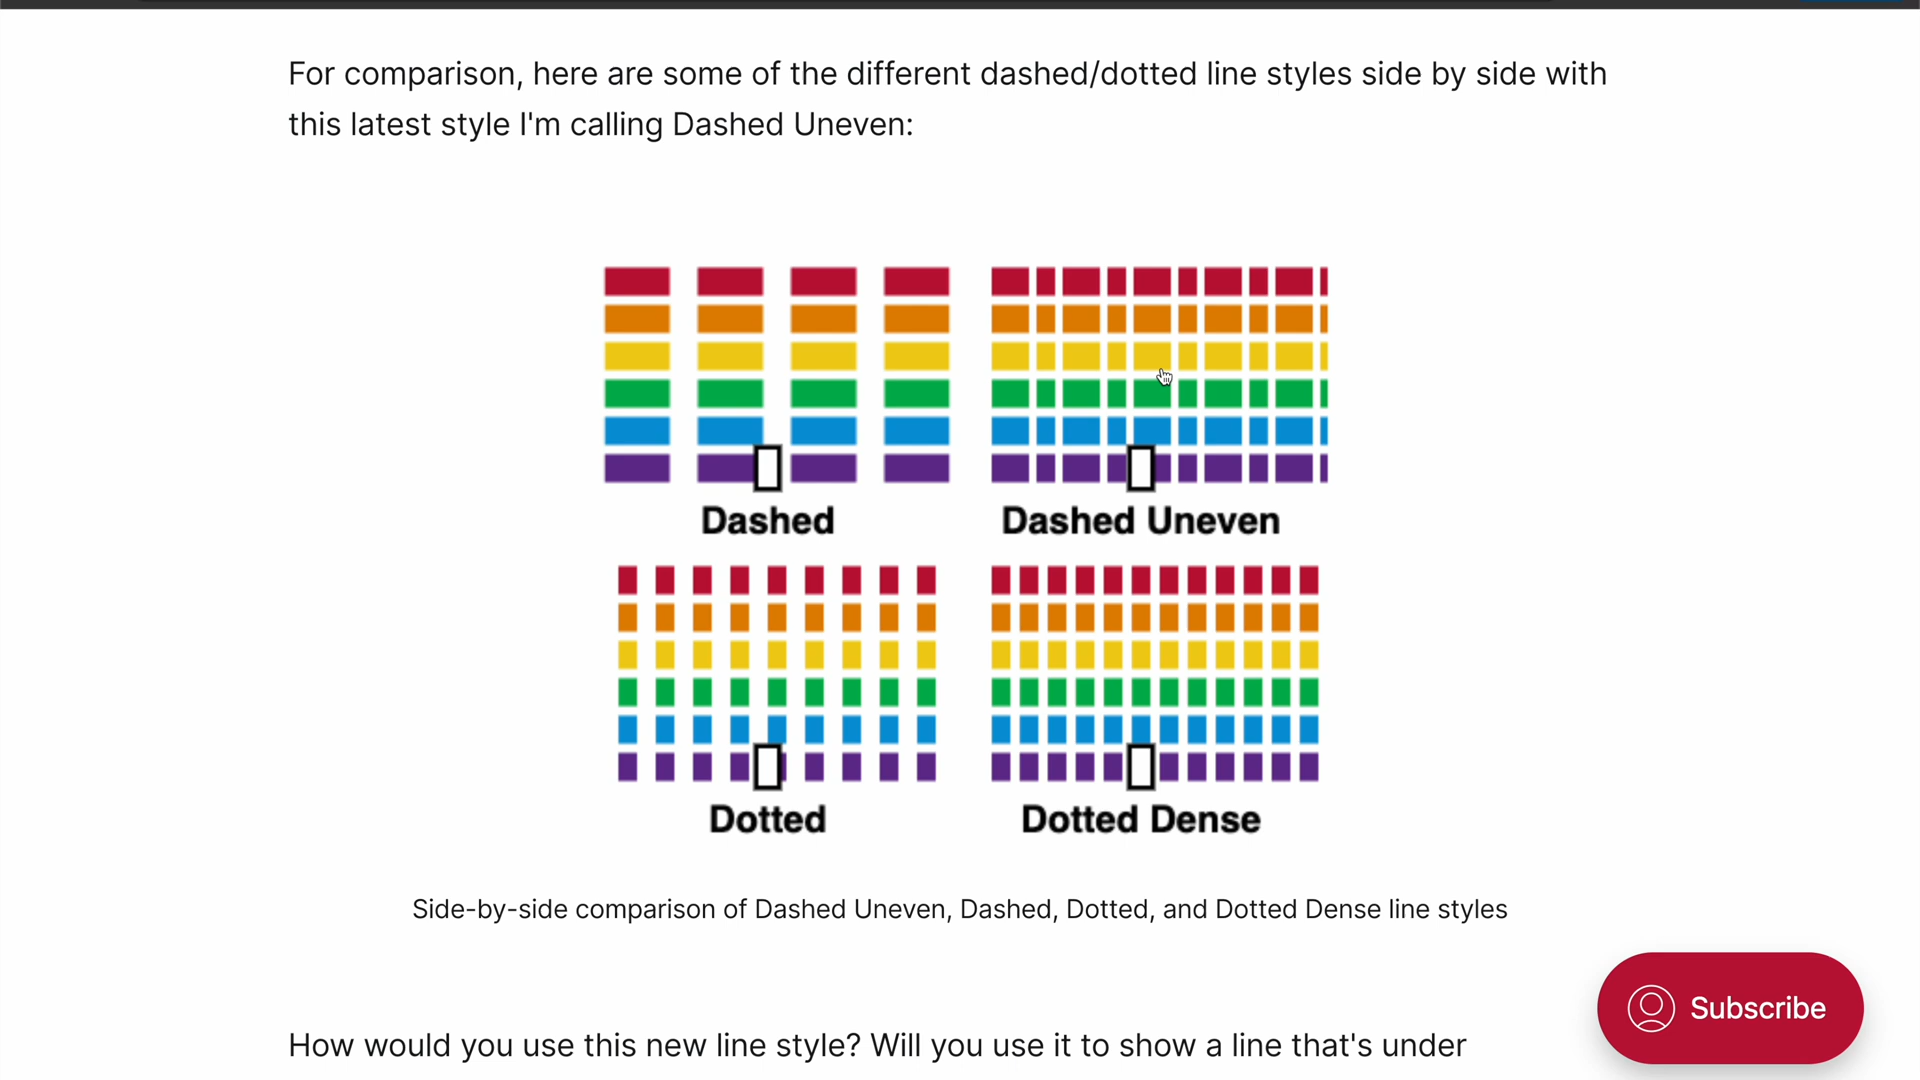 For comparison, here are some of the different dashed/dotted line styles side by side with
this latest style I'm calling Dashed Uneven:
Dashed
Dashed Uneven
Dotted
Dotted Dense
Side-by-side comparison of Dashed Uneven, Dashed, Dotted, and Dotted Dense line styles
Subscribe
How would you use this new line style? Will you use it to show a line that's under